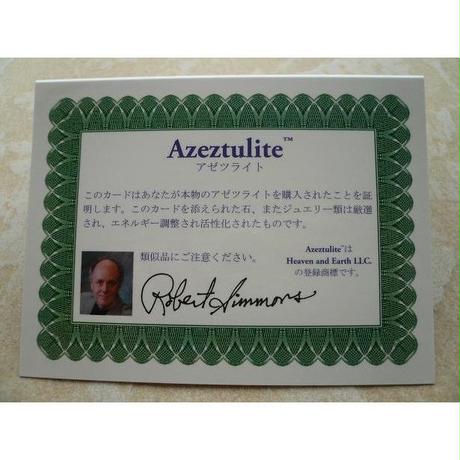 Azeztulite™
アゼツライト
このカードはあなたが本物のアゼツライトを購入されたことを証
明します。このカードを添えられた石、またジュエリー類は厳選
され、エネルギー調整され活性化されたものです。
類似品にご注意ください。
Azeztulite™は
Heaven and Earth LLC.
の登録商標です。
Robert Simmons